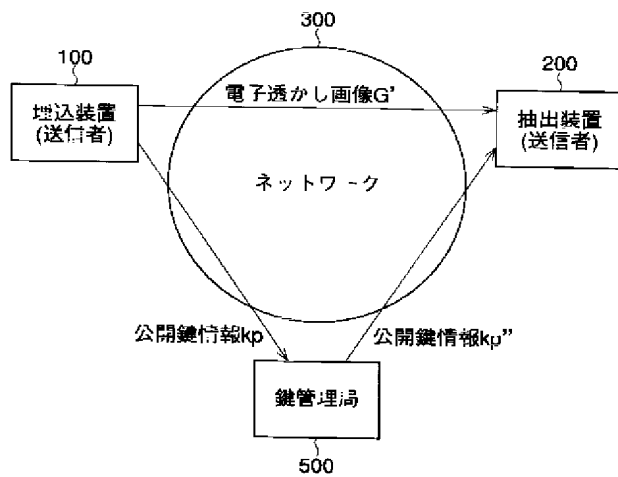 300
100
200
埋込装置
(送信者)
電子透かし画像G'
抽出装置
(送信者)
ネットワーク
公開鍵情報kp
公開鍵情報kp"
鍵管理局
500